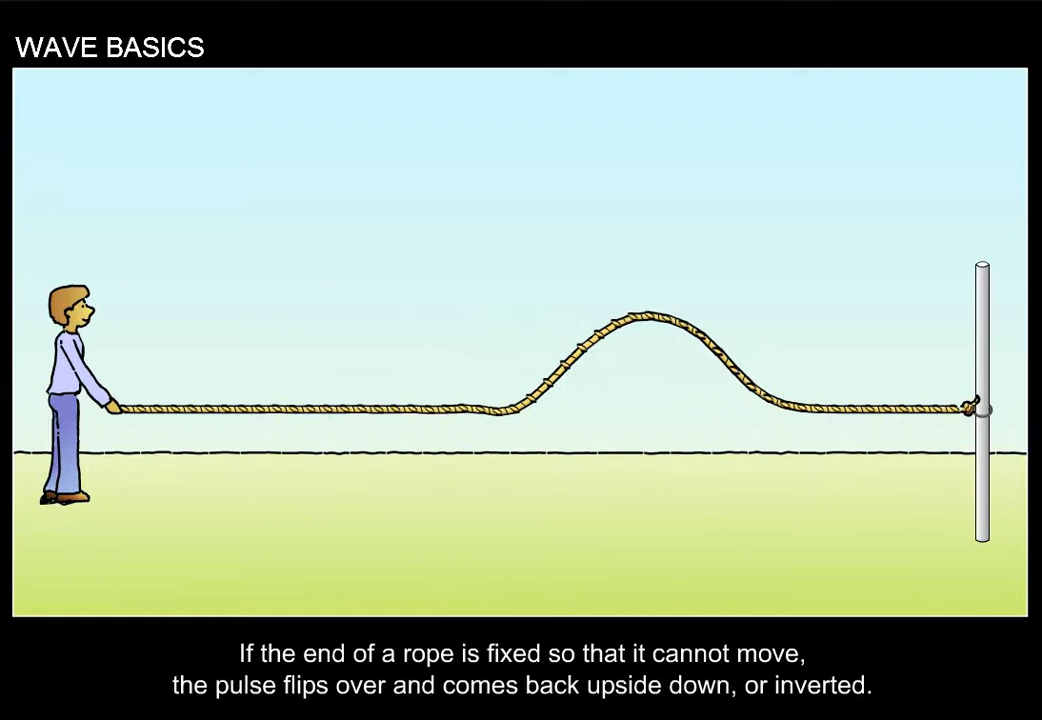 WAVE BASICS
If the end of a rope is fixed so that it cannot move,
the pulse flips over and comes back upside down, or inverted.